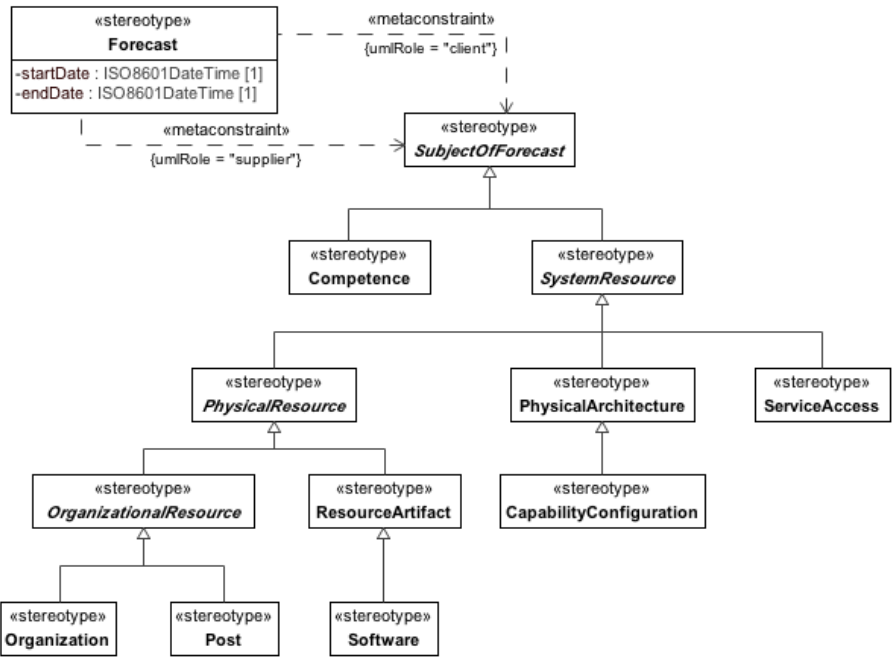 «stereotype»
Forecast
-startDate : ISO8601DateTime [1]
-endDate : ISO8601DateTime [1]
«metaconstraint»
{umlRole = "client"}
«metaconstraint»
{umlRole = "supplier"}
«stereotype»
SubjectOfForecast
«stereotype»
Competence
«stereotype»
SystemResource
«stereotype»
PhysicalResource
«stereotype»
PhysicalArchitecture
«stereotype»
ServiceAccess
«stereotype»
OrganizationalResource
«stereotype»
ResourceArtifact
«stereotype»
CapabilityConfiguration
«stereotype»
Organization
«stereotype»
Post
«stereotype»
Software